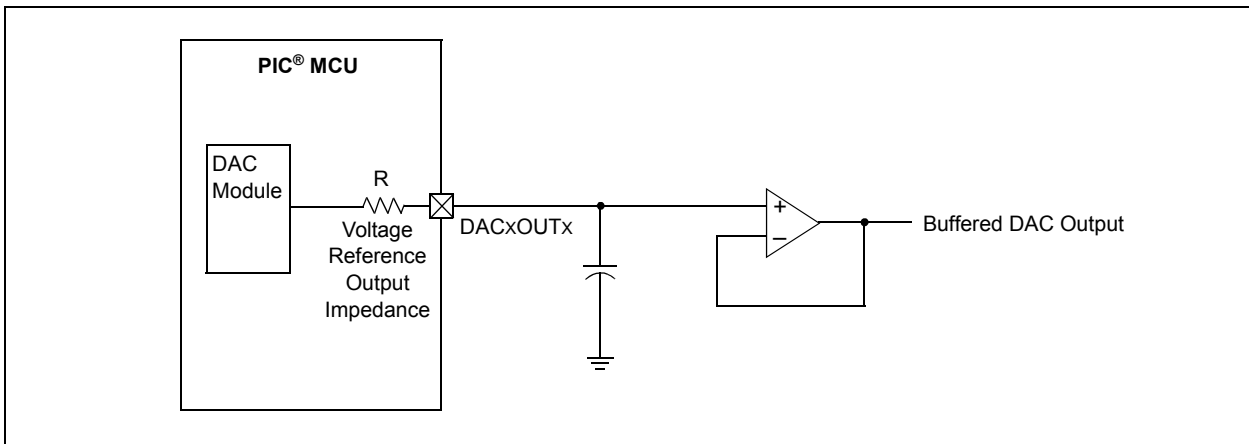 PIC® MCU
DAC
Module
R
Voltage
Reference
Output
Impedance
DACXOUTX
+
–
Buffered DAC Output